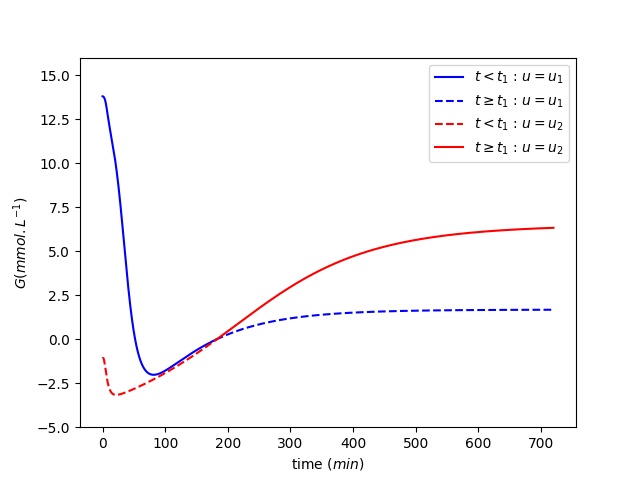 15.0
12.5
10.0
7.5
5.0
2.5
0.0
−2.5
−5.0
G(mmol.L⁻¹)
0 100 200 300 400 500 600 700
time (min)
t < t₁ : u = u₁
t ≥ t₁ : u = u₁
t < t₁ : u = u₂
t ≥ t₁ : u = u₂